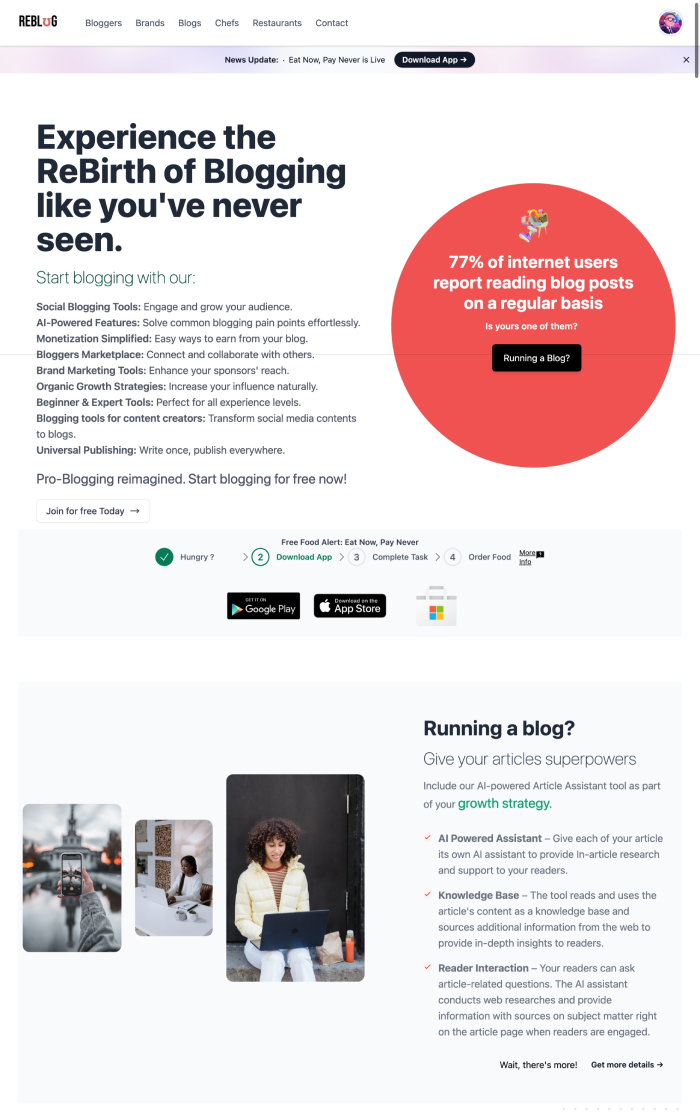 REBLOG
Bloggers
Brands
Blogs
Chefs
Restaurants
Contact
News Update: · Eat Now, Pay Never is Live
Download App →
Experience the
ReBirth of Blogging
like you've never
seen.
Start blogging with our:
Social Blogging Tools: Engage and grow your audience.
AI-Powered Features: Solve common blogging pain points effortlessly.
Monetization Simplified: Easy ways to earn from your blog.
Bloggers Marketplace: Connect and collaborate with others.
Brand Marketing Tools: Enhance your sponsors' reach.
Organic Growth Strategies: Increase your influence naturally.
Beginner & Expert Tools: Perfect for all experience levels.
Blogging tools for content creators: Transform social media contents
to blogs.
Universal Publishing: Write once, publish everywhere.
Pro-Blogging reimagined. Start blogging for free now!
Join for free Today →
77% of internet users
report reading blog posts
on a regular basis
Is yours one of them?
Running a Blog?
Free Food Alert: Eat Now, Pay Never
Hungry ?
2 Download App
3 Complete Task
4 Order Food
More
Info
GET IT ON
Google Play
Download on the
App Store
Running a blog?
Give your articles superpowers
Include our AI-powered Article Assistant tool as part
of your growth strategy.
AI Powered Assistant – Give each of your article
its own AI assistant to provide In-article research
and support to your readers.
Knowledge Base – The tool reads and uses the
article's content as a knowledge base and
sources additional information from the web to
provide in-depth insights to readers.
Reader Interaction – Your readers can ask
article-related questions. The AI assistant
conducts web researches and provide
information with sources on subject matter right
on the article page when readers are engaged.
Wait, there's more!
Get more details →